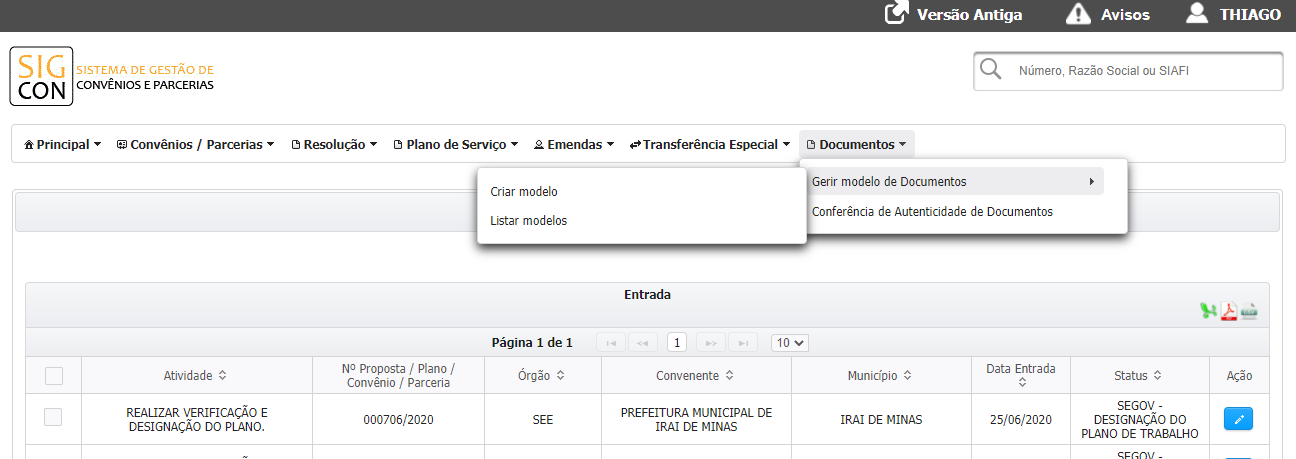 Versão Antiga
Avisos
THIAGO
SIG
CON
SISTEMA DE GESTÃO DE
CONVÊNIOS E PARCERIAS
Número, Razão Social ou SIAFI
Principal
Convênios / Parcerias
Resolução
Plano de Serviço
Emendas
Transferência Especial
Documentos
Criar modelo
Listar modelos
Gerir modelo de Documentos
Conferência de Autenticidade de Documentos
Entrada
Página 1 de 1
1
10
Atividade
Nº Proposta / Plano /
Convênio / Parceria
Órgão
Convenente
Município
Data Entrada
Status
Ação
REALIZAR VERIFICAÇÃO E
DESIGNAÇÃO DO PLANO.
000706/2020
SEE
PREFEITURA MUNICIPAL DE
IRAI DE MINAS
IRAI DE MINAS
25/06/2020
SEGOV -
DESIGNAÇÃO DO
PLANO DE TRABALHO
SEGOV -